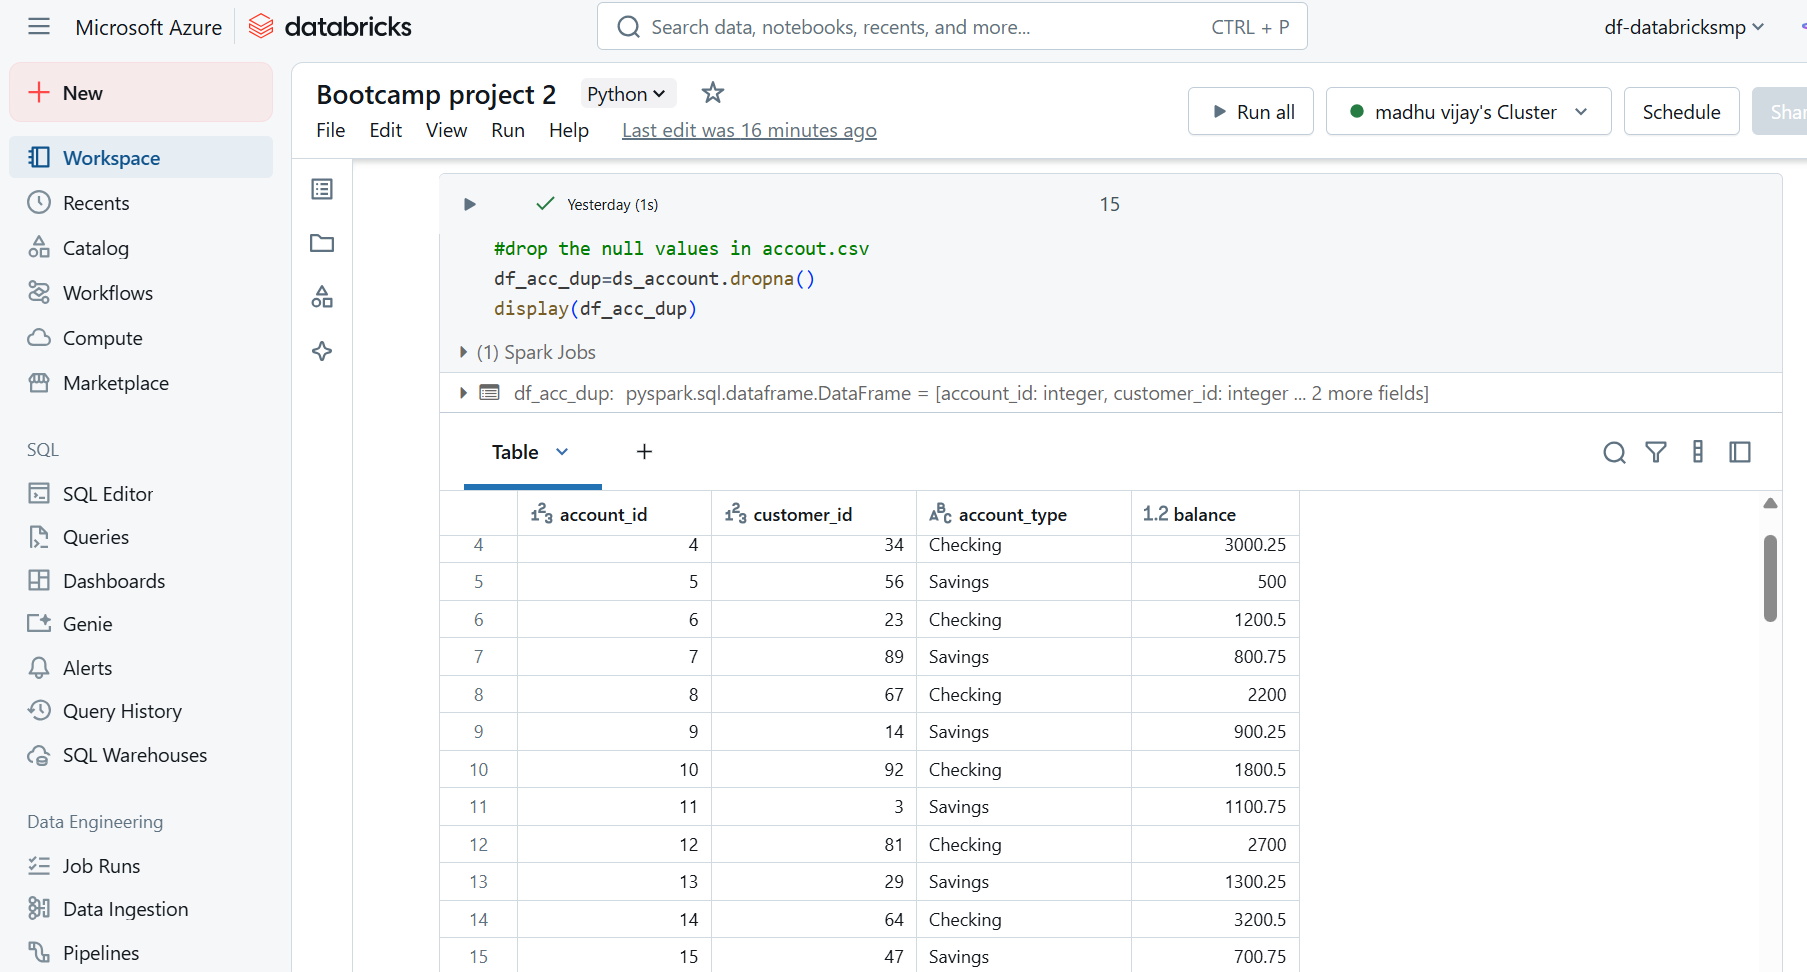 Microsoft Azure databricks
Search data, notebooks, recents, and more... CTRL + P
df-databricksmp
New
Workspace
Recents
Catalog
Workflows
Compute
Marketplace
SQL
SQL Editor
Queries
Dashboards
Genie
Alerts
Query History
SQL Warehouses
Data Engineering
Job Runs
Data Ingestion
Pipelines
Bootcamp project 2 Python
File Edit View Run Help Last edit was 16 minutes ago
Run all madhu vijay's Cluster Schedule
Yesterday (1s) 15
#drop the null values in accout.csv
df_acc_dup=ds_account.dropna()
display(df_acc_dup)
(1) Spark Jobs
df_acc_dup: pyspark.sql.dataframe.DataFrame = [account_id: integer, customer_id: integer ... 2 more fields]
Table +
123 account_id 123 customer_id ABC account_type 1.2 balance
4 4 34 Checking 3000.25
5 5 56 Savings 500
6 6 23 Checking 1200.5
7 7 89 Savings 800.75
8 8 67 Checking 2200
9 9 14 Savings 900.25
10 10 92 Checking 1800.5
11 11 3 Savings 1100.75
12 12 81 Checking 2700
13 13 29 Savings 1300.25
14 14 64 Checking 3200.5
15 15 47 Savings 700.75